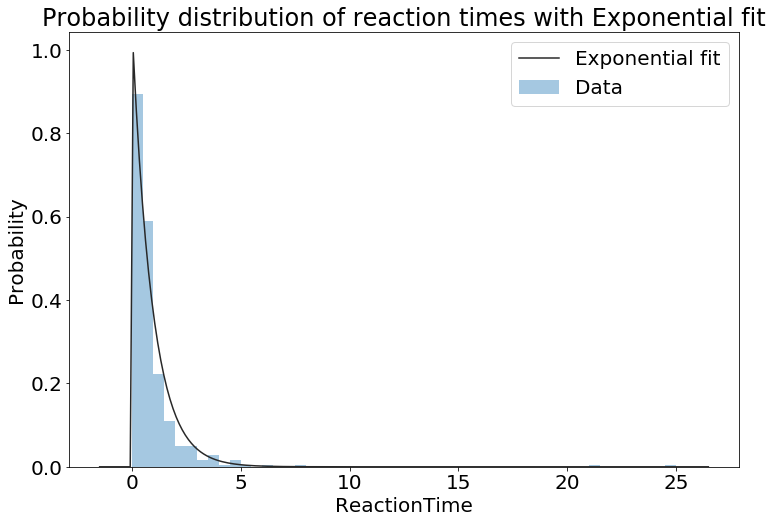 Probability distribution of reaction times with Exponential fit
Exponential fit
Data
Probability
1.0
0.8
0.6
0.4
0.2
0.0
0
5
10
15
20
25
ReactionTime